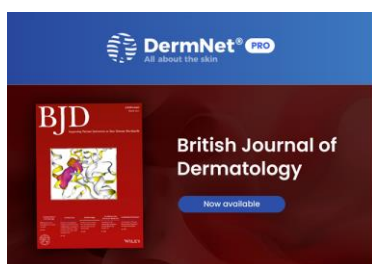 DermNet® PRO
All about the skin
BJD
British Journal of
Dermatology
Now available
WILEY